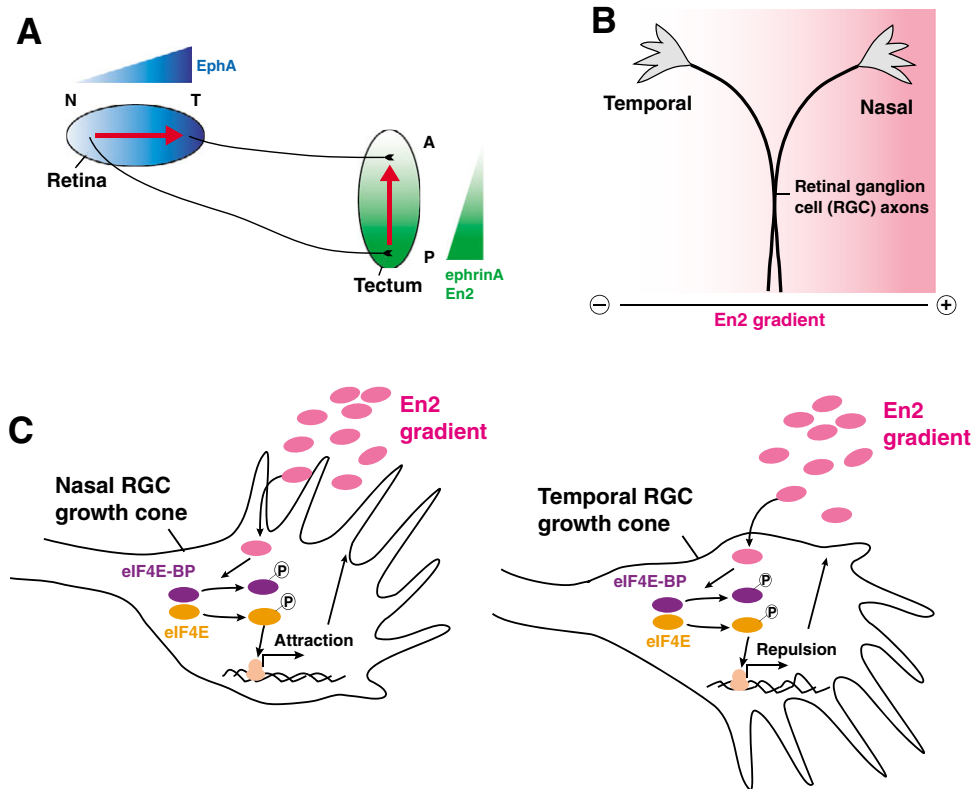 A
EphA
N
T
Retina
A
P
Tectum
ephrinA
En2
B
Temporal
Nasal
Retinal ganglion
cell (RGC) axons
−
+
En2 gradient
C
En2
gradient
Nasal RGC
growth cone
eIF4E-BP
P
P
eIF4E
Attraction
En2
gradient
Temporal RGC
growth cone
eIF4E-BP
P
P
eIF4E
Repulsion